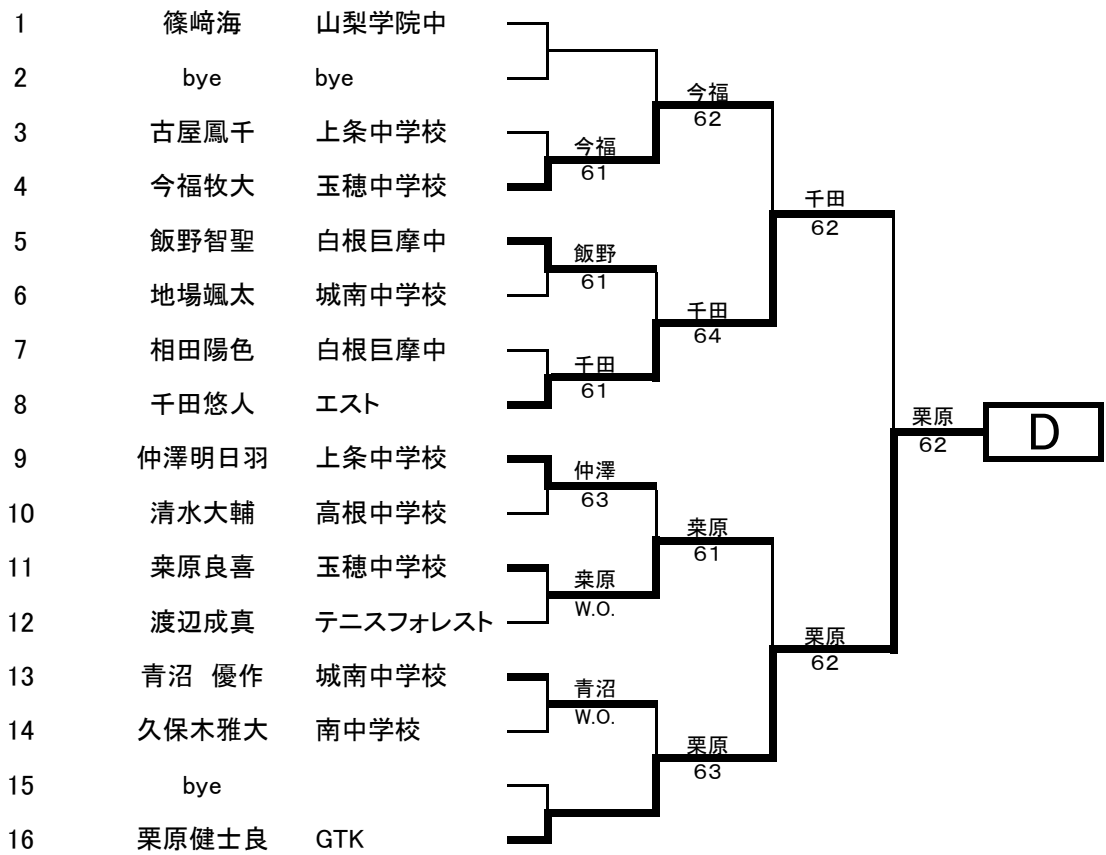 1 篠﨑海 山梨学院中
2 bye bye
今福
62
3 古屋鳳千 上条中学校
今福
61
4 今福牧大 玉穂中学校
千田
62
5 飯野智聖 白根巨摩中
飯野
61
6 地場颯太 城南中学校
千田
64
7 相田陽色 白根巨摩中
千田
61
8 千田悠人 エスト
栗原
62
D
9 仲澤明日羽 上条中学校
仲澤
63
10 清水大輔 高根中学校
桒原
61
11 桒原良喜 玉穂中学校
桒原
W.O.
12 渡辺成真 テニスフォレスト
栗原
62
13 青沼 優作 城南中学校
青沼
W.O.
14 久保木雅大 南中学校
栗原
63
15 bye
16 栗原健士良 GTK